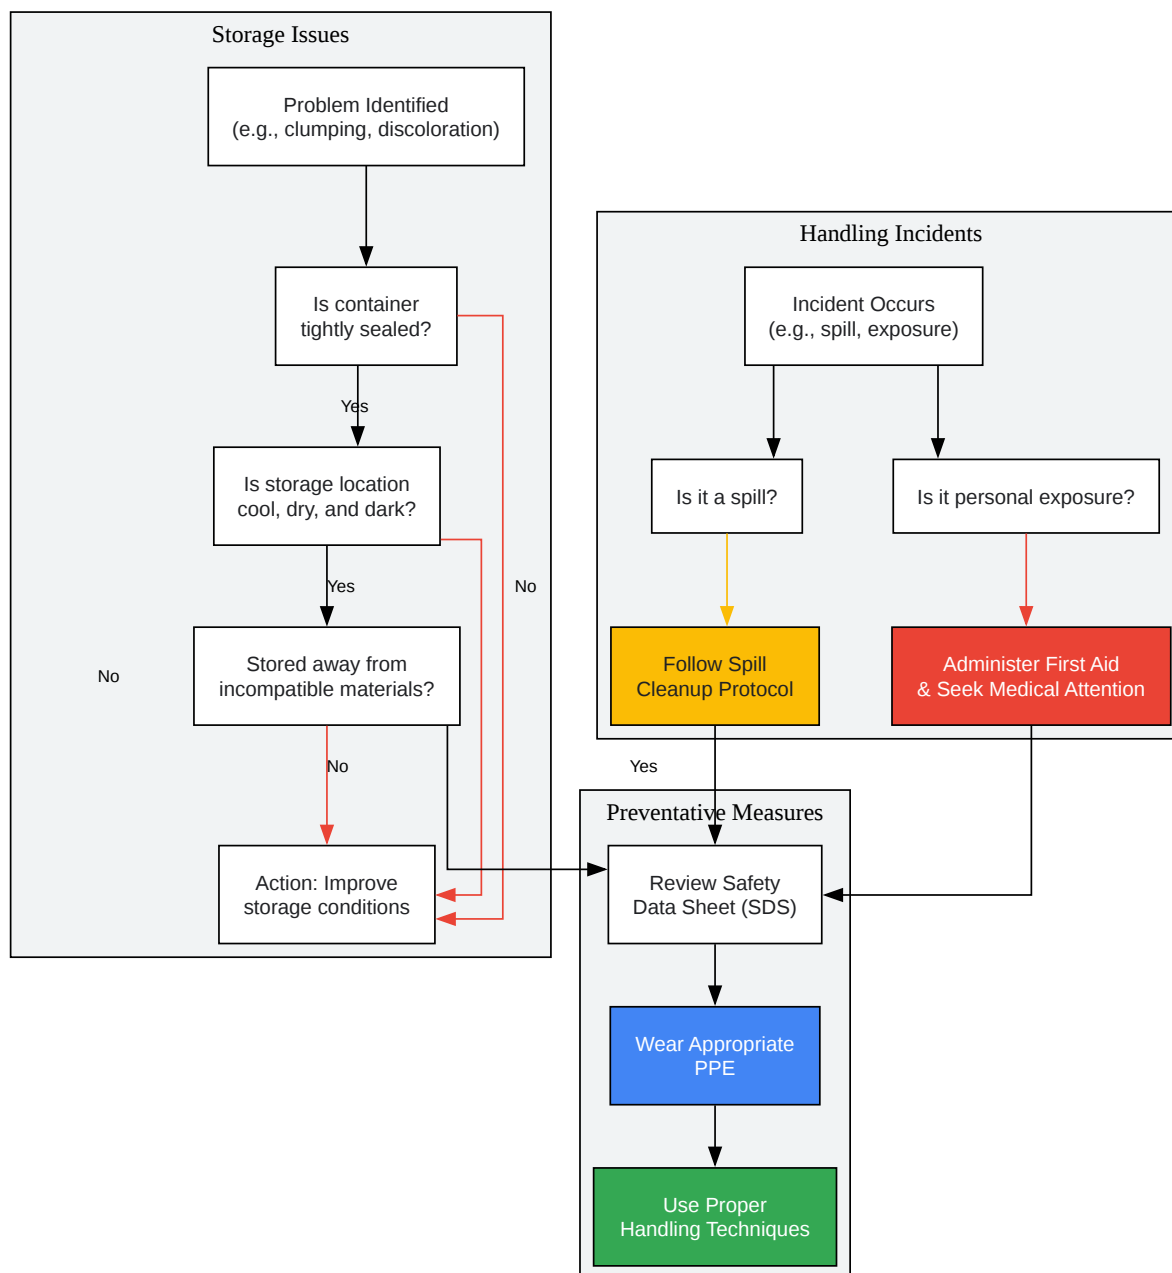 Storage Issues
Problem Identified
(e.g., clumping, discoloration)
Is container
tightly sealed?
Yes
Is storage location
cool, dry, and dark?
Yes
No
Stored away from
incompatible materials?
No
No
Action: Improve
storage conditions
Handling Incidents
Incident Occurs
(e.g., spill, exposure)
Is it a spill?
Is it personal exposure?
Follow Spill
Cleanup Protocol
Administer First Aid
& Seek Medical Attention
Yes
Preventative Measures
Review Safety
Data Sheet (SDS)
Wear Appropriate
PPE
Use Proper
Handling Techniques